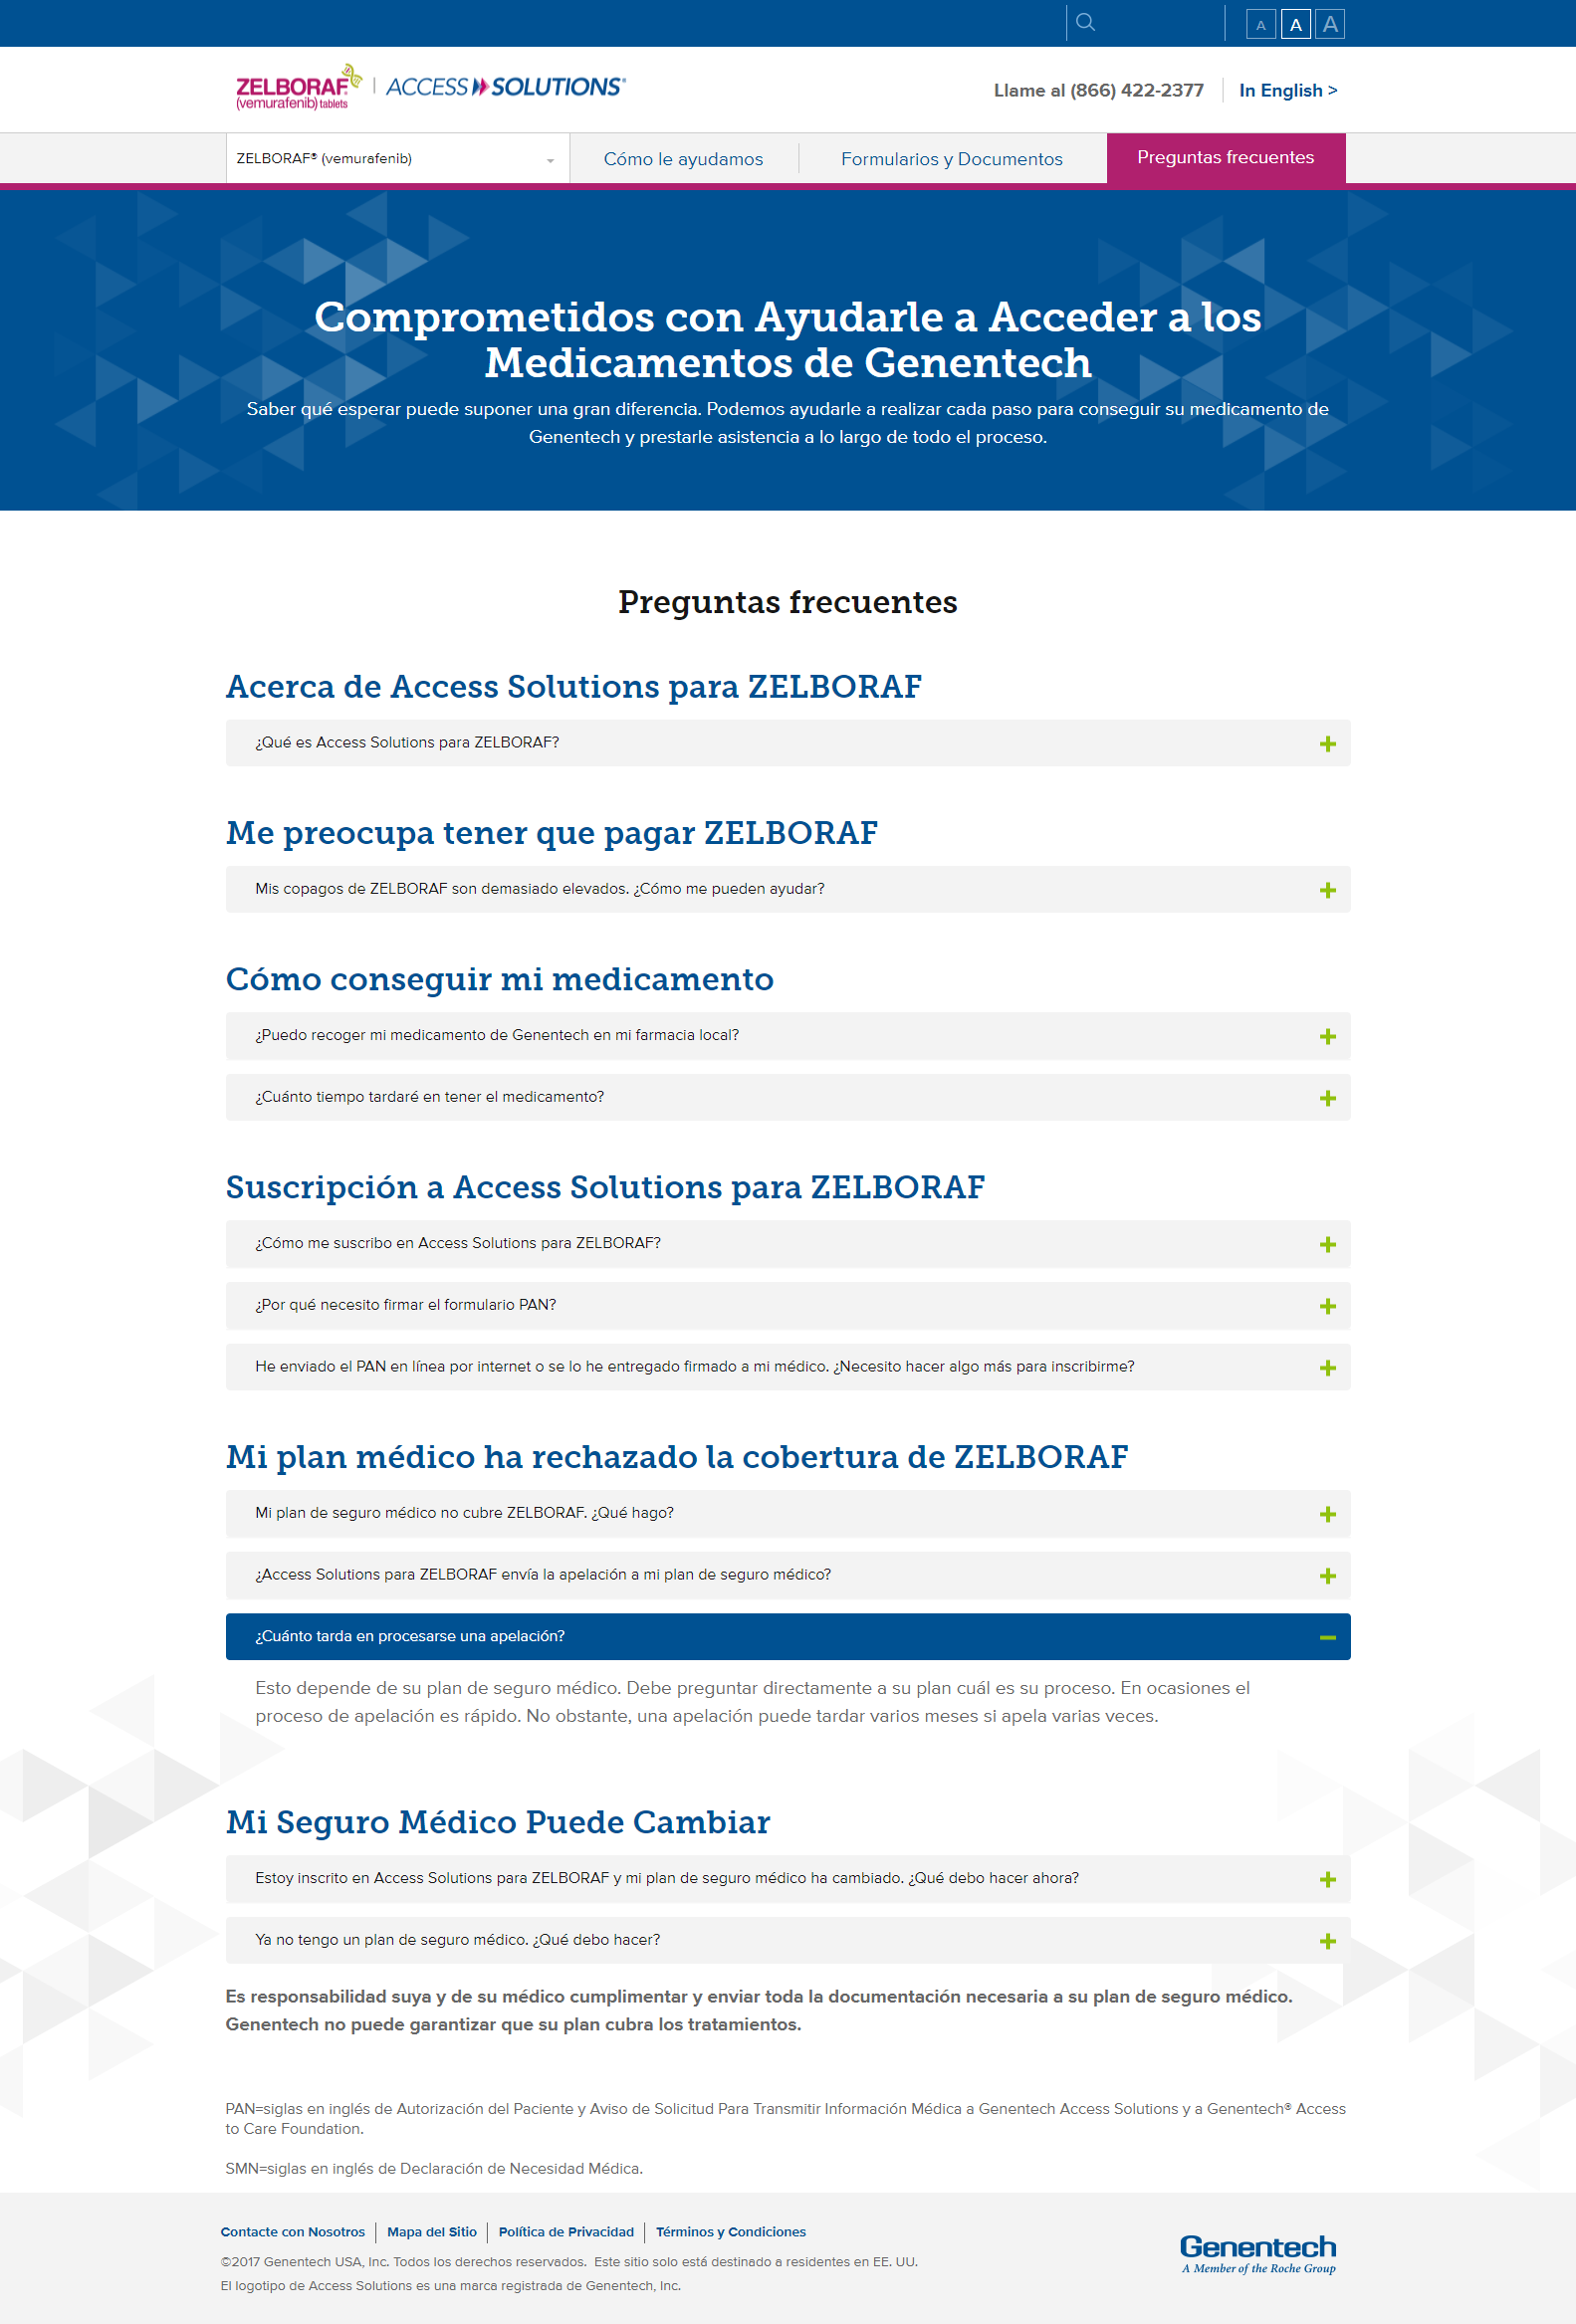 A A A
ZELBORAF® (vemurafenib) tablets | ACCESS SOLUTIONS®
Llame al (866) 422-2377
In English >
ZELBORAF® (vemurafenib)
Cómo le ayudamos
Formularios y Documentos
Preguntas frecuentes
Comprometidos con Ayudarle a Acceder a los
Medicamentos de Genentech
Saber qué esperar puede suponer una gran diferencia. Podemos ayudarle a realizar cada paso para conseguir su medicamento de
Genentech y prestarle asistencia a lo largo de todo el proceso.
Preguntas frecuentes
Acerca de Access Solutions para ZELBORAF
¿Qué es Access Solutions para ZELBORAF?
Me preocupa tener que pagar ZELBORAF
Mis copagos de ZELBORAF son demasiado elevados. ¿Cómo me pueden ayudar?
Cómo conseguir mi medicamento
¿Puedo recoger mi medicamento de Genentech en mi farmacia local?
¿Cuánto tiempo tardaré en tener el medicamento?
Suscripción a Access Solutions para ZELBORAF
¿Cómo me suscribo en Access Solutions para ZELBORAF?
¿Por qué necesito firmar el formulario PAN?
He enviado el PAN en línea por internet o se lo he entregado firmado a mi médico. ¿Necesito hacer algo más para inscribirme?
Mi plan médico ha rechazado la cobertura de ZELBORAF
Mi plan de seguro médico no cubre ZELBORAF. ¿Qué hago?
¿Access Solutions para ZELBORAF envía la apelación a mi plan de seguro médico?
¿Cuánto tarda en procesarse una apelación?
Esto depende de su plan de seguro médico. Debe preguntar directamente a su plan cuál es su proceso. En ocasiones el
proceso de apelación es rápido. No obstante, una apelación puede tardar varios meses si apela varias veces.
Mi Seguro Médico Puede Cambiar
Estoy inscrito en Access Solutions para ZELBORAF y mi plan de seguro médico ha cambiado. ¿Qué debo hacer ahora?
Ya no tengo un plan de seguro médico. ¿Qué debo hacer?
Es responsabilidad suya y de su médico cumplimentar y enviar toda la documentación necesaria a su plan de seguro médico.
Genentech no puede garantizar que su plan cubra los tratamientos.
PAN=siglas en inglés de Autorización del Paciente y Aviso de Solicitud Para Transmitir Información Médica a Genentech Access Solutions y a Genentech® Access
to Care Foundation.
SMN=siglas en inglés de Declaración de Necesidad Médica.
Contacte con Nosotros | Mapa del Sitio | Política de Privacidad | Términos y Condiciones
©2017 Genentech USA, Inc. Todos los derechos reservados. Este sitio solo está destinado a residentes en EE. UU.
El logotipo de Access Solutions es una marca registrada de Genentech, Inc.
Genentech
A Member of the Roche Group